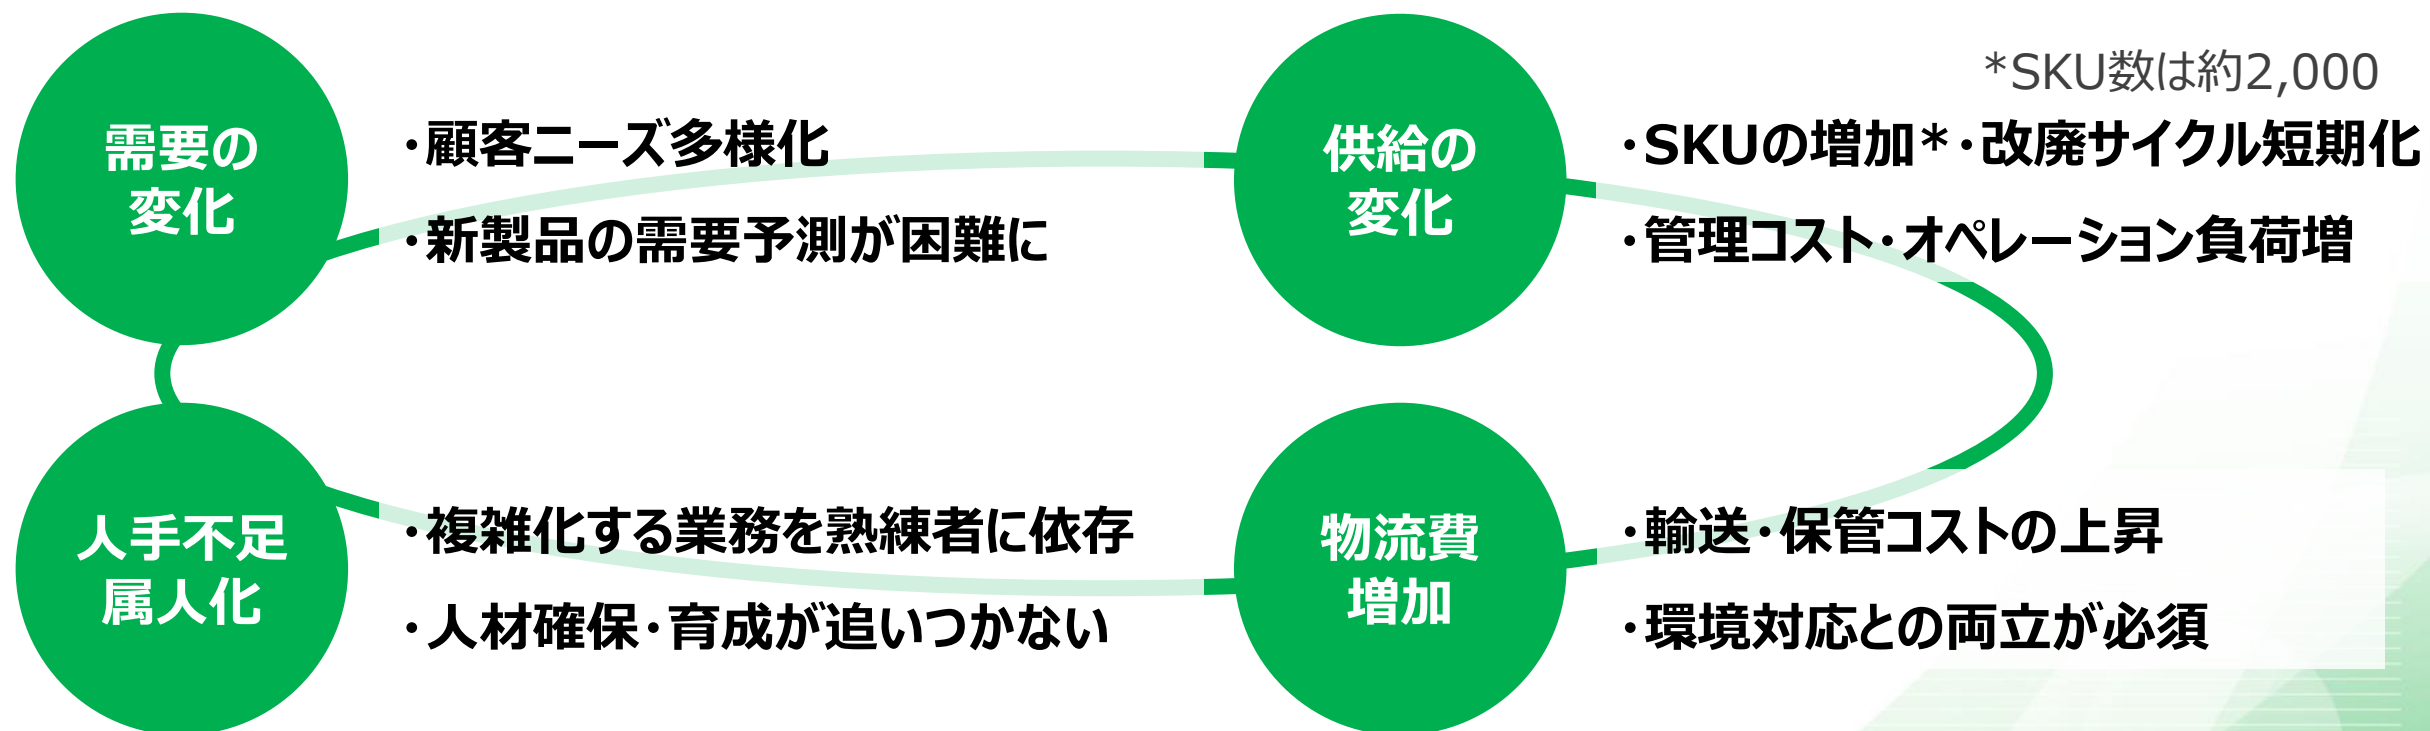 需要の
変化
・顧客ニーズ多様化
・新製品の需要予測が困難に
供給の
変化
*SKU数は約2,000
・SKUの増加*・改廃サイクル短期化
・管理コスト・オペレーション負荷増
人手不足
属人化
・複雑化する業務を熟練者に依存
・人材確保・育成が追いつかない
物流費
増加
・輸送・保管コストの上昇
・環境対応との両立が必須